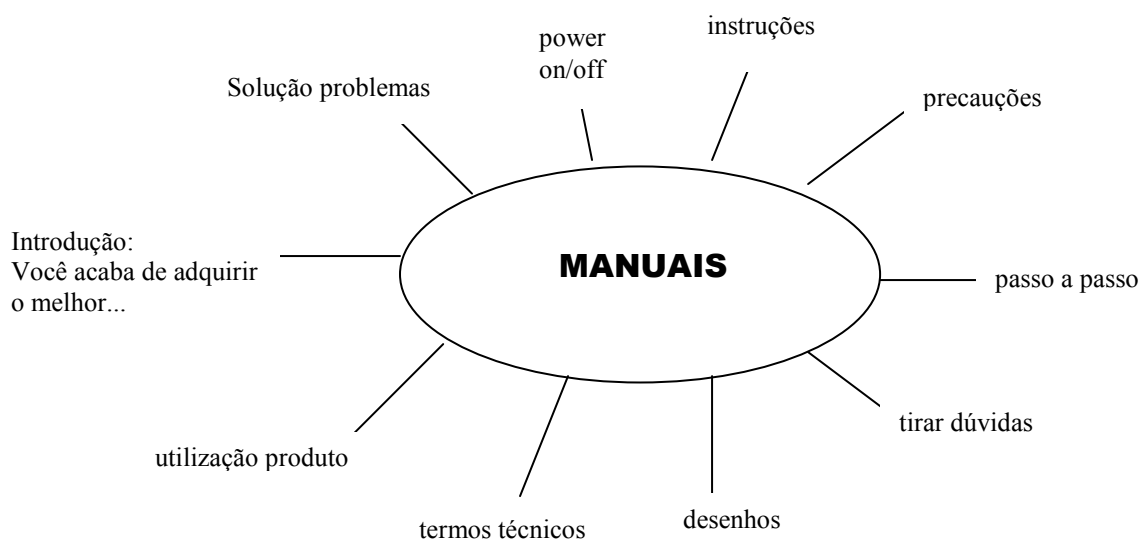 instruções
power
on/off
Solução problemas
precauções
Introdução:
Você acaba de adquirir
o melhor...
MANUAIS
passo a passo
tirar dúvidas
utilização produto
termos técnicos
desenhos